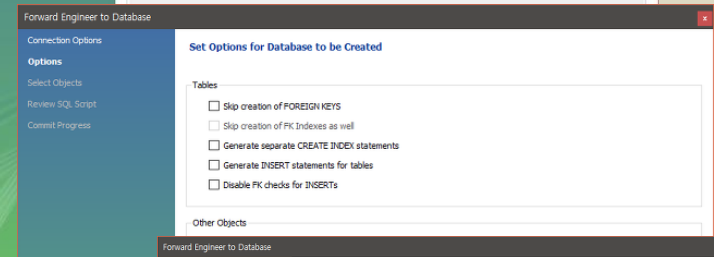 Forward Engineer to Database
x
Connection Options
Options
Select Objects
Review SQL Script
Commit Progress
Set Options for Database to be Created
Tables
Skip creation of FOREIGN KEYS
Skip creation of FK Indexes as well
Generate separate CREATE INDEX statements
Generate INSERT statements for tables
Disable FK checks for INSERTs
Other Objects
Forward Engineer to Database